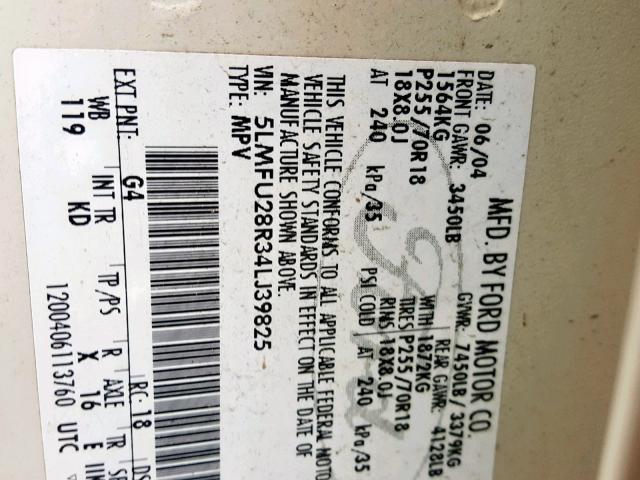 MFD. BY FORD MOTOR CO.
DATE: 06/04 GVWR: 7450LB / 3379KG
FRONT GAWR: 3450LB REAR GAWR: 4128LB
1564KG WITH 1872KG
P255/70R18 TIRES P255/70R18
18X8.0J RIMS 18X8.0J
AT 240 kPa/35 PSI COLD AT 240 kPa/35
THIS VEHICLE CONFORMS TO ALL APPLICABLE FEDERAL MOTO
VEHICLE SAFETY STANDARDS IN EFFECT ON THE DATE OF
MANUFACTURE SHOWN ABOVE.
VIN: 5LMFU28R34LJ39825
TYPE: MPV
EXT PNT: G4 RC: 18 DS
WB INT TR TP/PS R AXLE TR
119 KD X 16 E
1200406113760 UTC